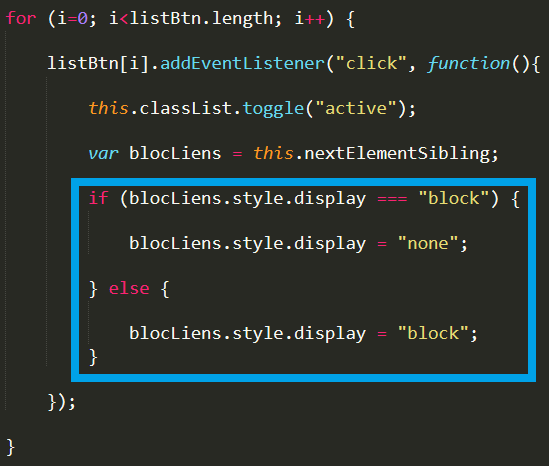 for (i=0; i<listBtn.length; i++) {
listBtn[i].addEventListener("click", function(){
this.classList.toggle("active");
var blocLiens = this.nextElementSibling;
if (blocLiens.style.display === "block") {
blocLiens.style.display = "none";
} else {
blocLiens.style.display = "block";
}
});
}